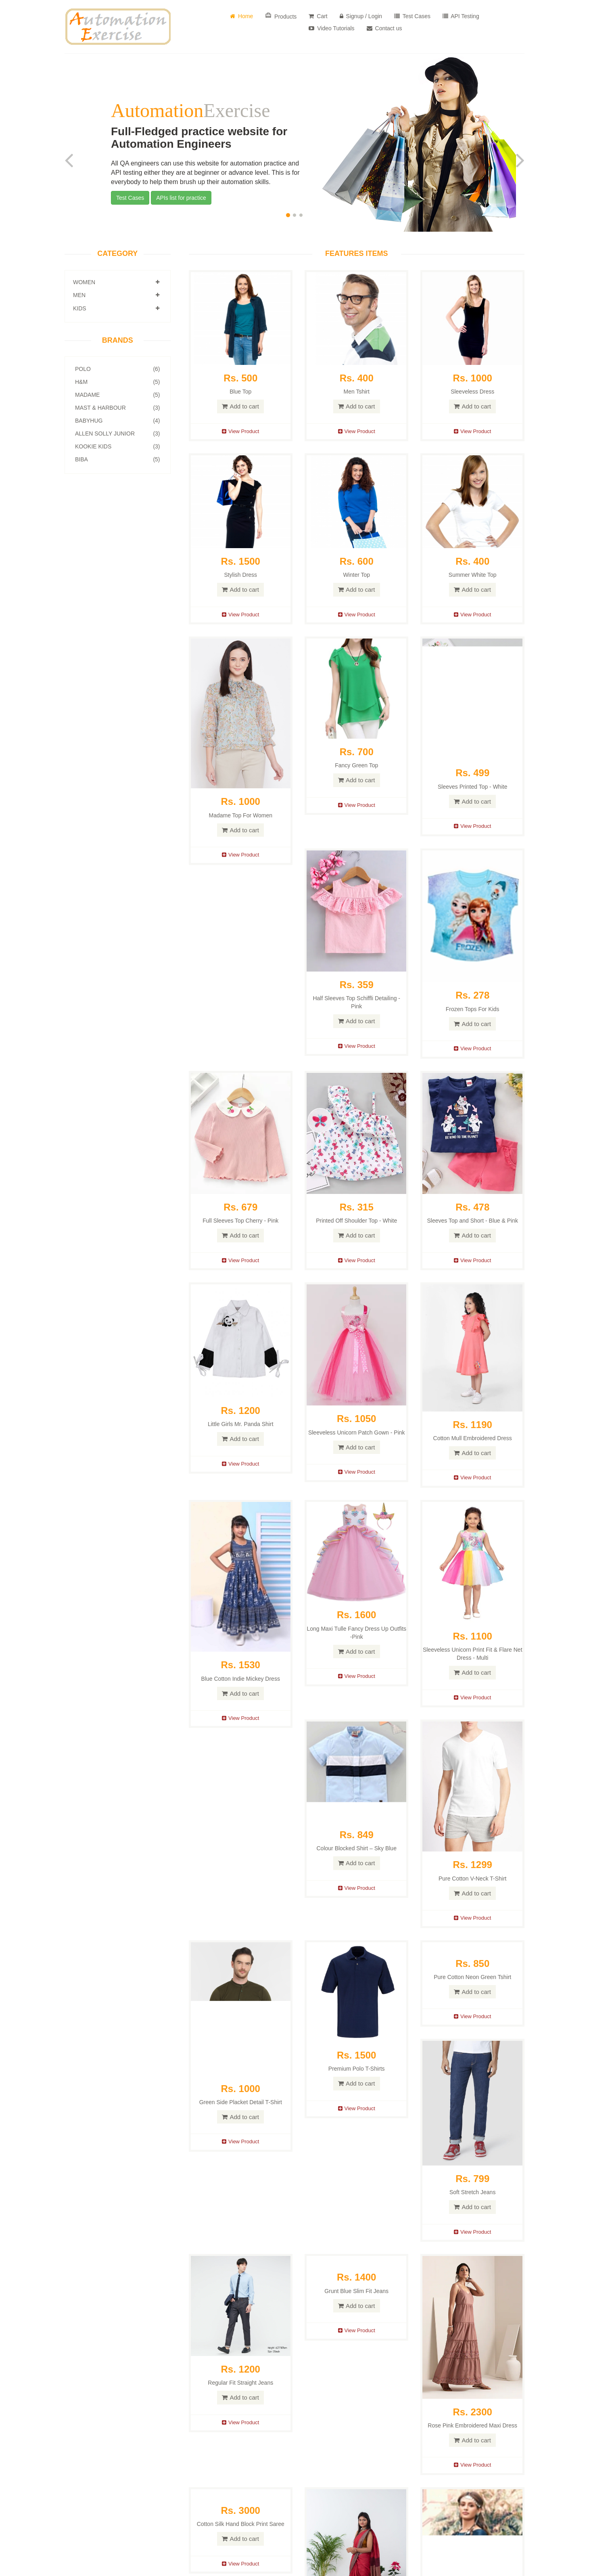 Automation
Exercise
Home
Products
Cart
Signup / Login
Test Cases
API Testing
Video Tutorials
Contact us
AutomationExercise
Full-Fledged practice website for
Automation Engineers
All QA engineers can use this website for automation practice and
API testing either they are at beginner or advance level. This is for
everybody to help them brush up their automation skills.
Test Cases
APIs list for practice
CATEGORY
WOMEN
MEN
KIDS
BRANDS
POLO (6)
H&M (5)
MADAME (5)
MAST & HARBOUR (3)
BABYHUG (4)
ALLEN SOLLY JUNIOR (3)
KOOKIE KIDS (3)
BIBA (5)
FEATURES ITEMS
Rs. 500
Blue Top
Add to cart
View Product
Rs. 400
Men Tshirt
Add to cart
View Product
Rs. 1000
Sleeveless Dress
Add to cart
View Product
Rs. 1500
Stylish Dress
Add to cart
View Product
Rs. 600
Winter Top
Add to cart
View Product
Rs. 400
Summer White Top
Add to cart
View Product
Rs. 1000
Madame Top For Women
Add to cart
View Product
Rs. 700
Fancy Green Top
Add to cart
View Product
Rs. 499
Sleeves Printed Top - White
Add to cart
View Product
Rs. 359
Half Sleeves Top Schiffli Detailing -
Pink
Add to cart
View Product
FROZEN
Rs. 278
Frozen Tops For Kids
Add to cart
View Product
Rs. 679
Full Sleeves Top Cherry - Pink
Add to cart
View Product
Rs. 315
Printed Off Shoulder Top - White
Add to cart
View Product
Rs. 478
Sleeves Top and Short - Blue & Pink
Add to cart
View Product
Rs. 1200
Little Girls Mr. Panda Shirt
Add to cart
View Product
Rs. 1050
Sleeveless Unicorn Patch Gown - Pink
Add to cart
View Product
Rs. 1190
Cotton Mull Embroidered Dress
Add to cart
View Product
Rs. 1530
Blue Cotton Indie Mickey Dress
Add to cart
View Product
Rs. 1600
Long Maxi Tulle Fancy Dress Up Outfits
-Pink
Add to cart
View Product
Rs. 1100
Sleeveless Unicorn Print Fit & Flare Net
Dress - Multi
Add to cart
View Product
Rs. 849
Colour Blocked Shirt – Sky Blue
Add to cart
View Product
Rs. 1299
Pure Cotton V-Neck T-Shirt
Add to cart
View Product
Rs. 1000
Green Side Placket Detail T-Shirt
Add to cart
View Product
Rs. 1500
Premium Polo T-Shirts
Add to cart
View Product
Rs. 850
Pure Cotton Neon Green Tshirt
Add to cart
View Product
Rs. 799
Soft Stretch Jeans
Add to cart
View Product
Rs. 1200
Regular Fit Straight Jeans
Add to cart
View Product
Rs. 1400
Grunt Blue Slim Fit Jeans
Add to cart
View Product
Rs. 2300
Rose Pink Embroidered Maxi Dress
Add to cart
View Product
Rs. 3000
Cotton Silk Hand Block Print Saree
Add to cart
View Product